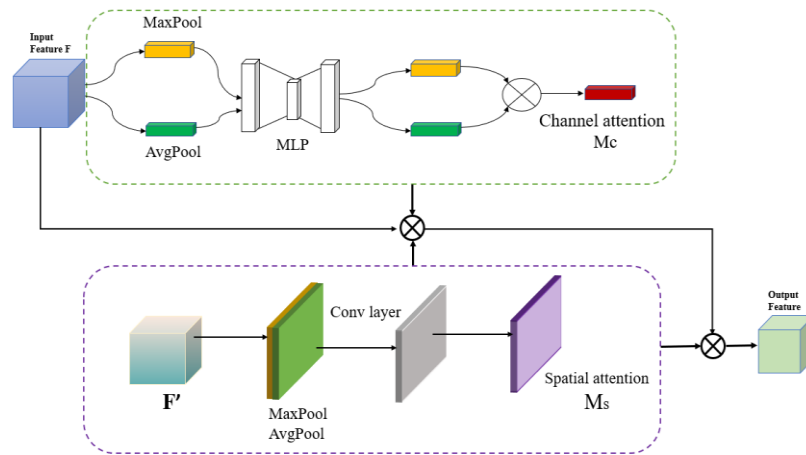 Input
Feature F
MaxPool
AvgPool
MLP
Channel attention
Mc
Conv layer
F'
MaxPool
AvgPool
Spatial attention
Ms
Output
Feature